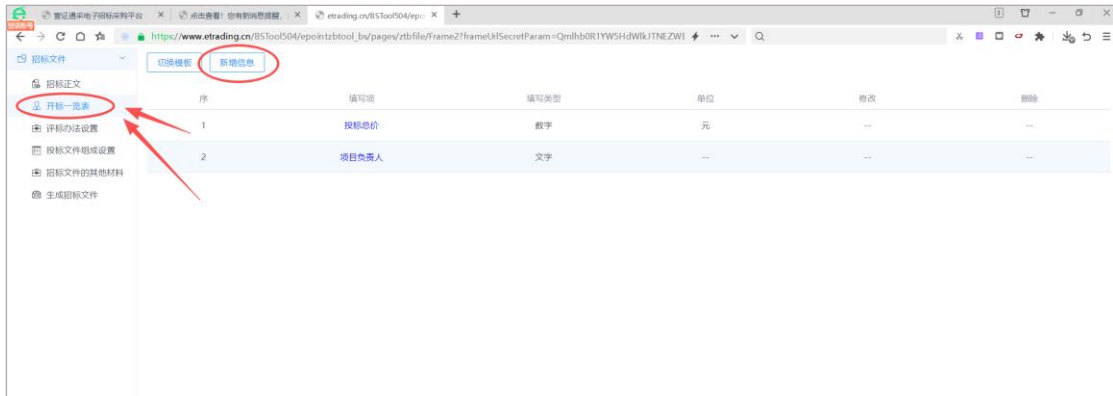 壹证通采电子招标采购平台 × 点击查看！你有新消息提醒， × etrading.cn/BSTool504/epoi × +
登录账号
https://www.etrading.cn/BSTool504/epointzbtool_bs/pages/ztbfile/Frame2?frameUrlSecretParam=Qmlhb0R1YW5HdWlkJTNEZWE
招标文件
切换模板 新增信息
招标正文
序 填写项 填写类型 单位 修改 删除
开标一览表
1 投标总价 数字 元 -- --
评标办法设置
投标文件组成设置
2 项目负责人 文字 -- -- --
招标文件的其他材料
生成招标文件